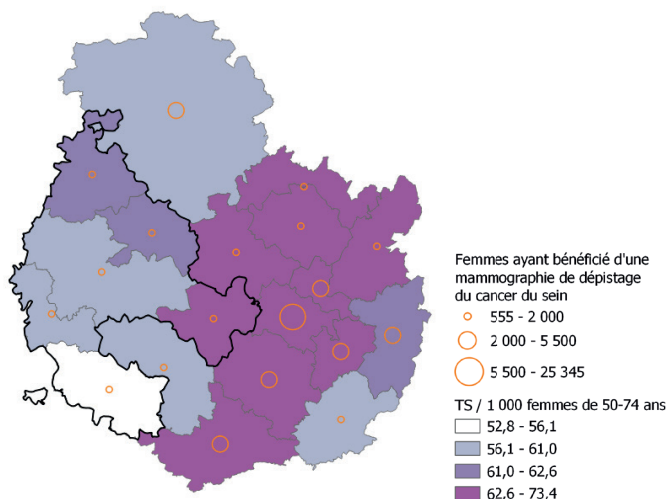 Femmes ayant bénéficié d'une
mammographie de dépistage
du cancer du sein
555 - 2 000
2 000 - 5 500
5 500 - 25 345
TS / 1 000 femmes de 50-74 ans
52,8 - 56,1
56,1 - 61,0
61,0 - 62,6
62,6 - 73,4